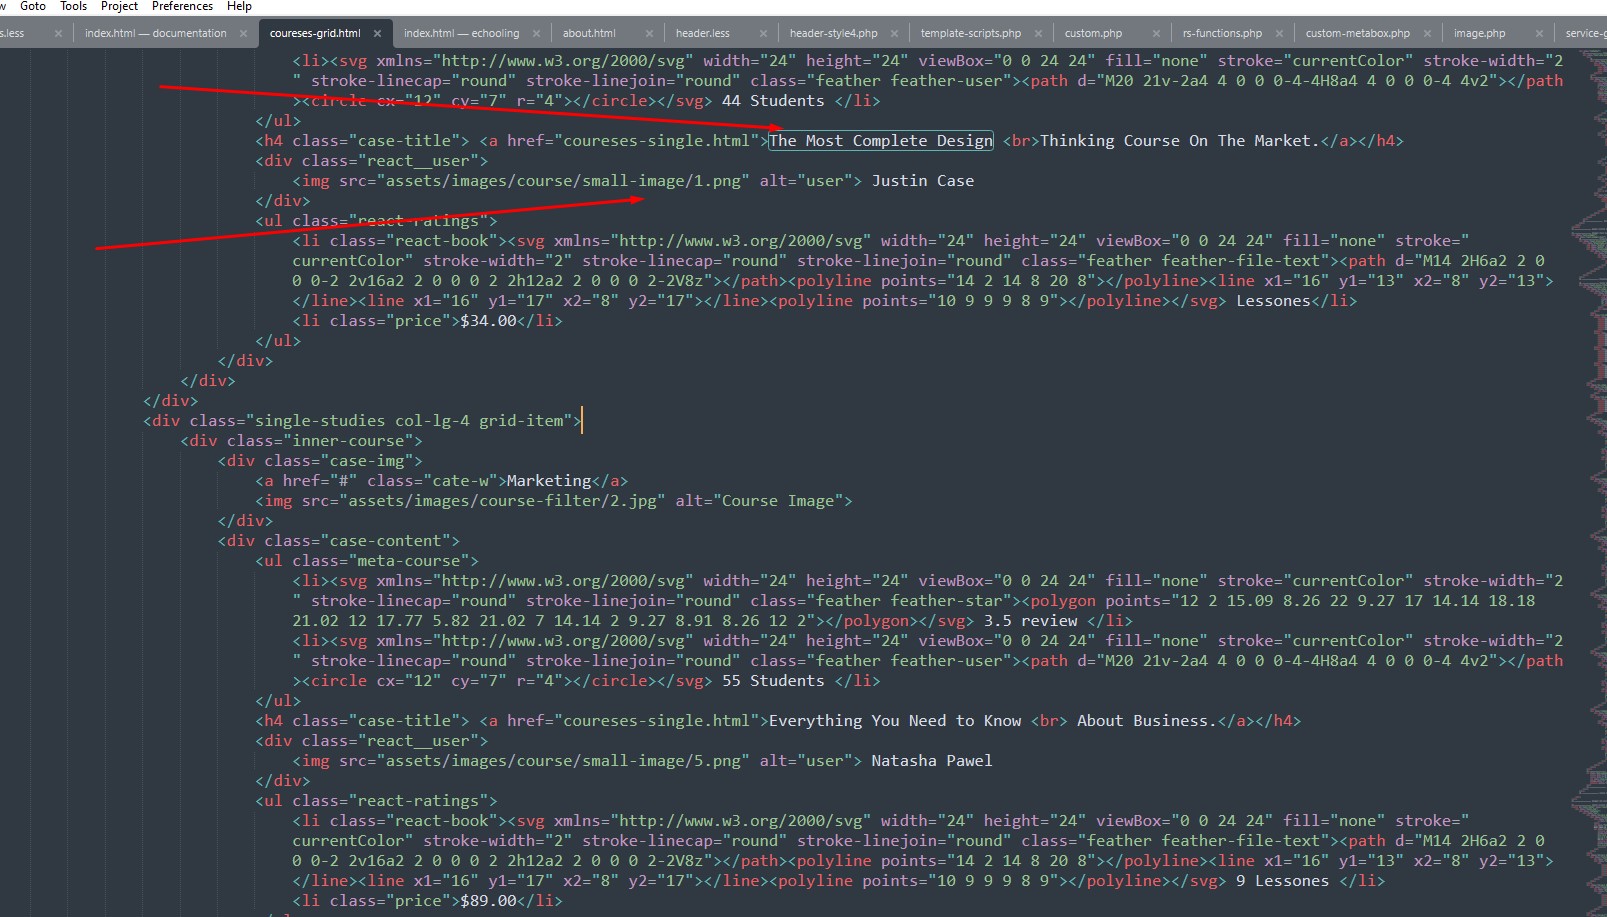 w Goto Tools Project Preferences Help
s.less × index.html — documentation × coureses-grid.html × index.html — echooling × about.html × header.less × header-style4.php × template-scripts.php × custom.php × rs-functions.php × custom-metabox.php × image.php × service-g
<li><svg xmlns="http://www.w3.org/2000/svg" width="24" height="24" viewBox="0 0 24 24" fill="none" stroke="currentColor" stroke-width="2
" stroke-linecap="round" stroke-linejoin="round" class="feather feather-user"><path d="M20 21v-2a4 4 0 0 0-4-4H8a4 4 0 0 0-4 4v2"></path
><circle cx="12" cy="7" r="4"></circle></svg> 44 Students </li>
</ul>
<h4 class="case-title"> <a href="coureses-single.html">The Most Complete Design <br>Thinking Course On The Market.</a></h4>
<div class="react__user">
<img src="assets/images/course/small-image/1.png" alt="user"> Justin Case
</div>
<ul class="react-ratings">
<li class="react-book"><svg xmlns="http://www.w3.org/2000/svg" width="24" height="24" viewBox="0 0 24 24" fill="none" stroke="
currentColor" stroke-width="2" stroke-linecap="round" stroke-linejoin="round" class="feather feather-file-text"><path d="M14 2H6a2 2 0
0 0-2 2v16a2 2 0 0 0 2 2h12a2 2 0 0 0 2-2V8z"></path><polyline points="14 2 14 8 20 8"></polyline><line x1="16" y1="13" x2="8" y2="13">
</line><line x1="16" y1="17" x2="8" y2="17"></line><polyline points="10 9 9 9 8 9"></polyline></svg> Lessones</li>
<li class="price">$34.00</li>
</ul>
</div>
</div>
</div>
<div class="single-studies col-lg-4 grid-item">
<div class="inner-course">
<div class="case-img">
<a href="#" class="cate-w">Marketing</a>
<img src="assets/images/course-filter/2.jpg" alt="Course Image">
</div>
<div class="case-content">
<ul class="meta-course">
<li><svg xmlns="http://www.w3.org/2000/svg" width="24" height="24" viewBox="0 0 24 24" fill="none" stroke="currentColor" stroke-width="2
" stroke-linecap="round" stroke-linejoin="round" class="feather feather-star"><polygon points="12 2 15.09 8.26 22 9.27 17 14.14 18.18
21.02 12 17.77 5.82 21.02 7 14.14 2 9.27 8.91 8.26 12 2"></polygon></svg> 3.5 review </li>
<li><svg xmlns="http://www.w3.org/2000/svg" width="24" height="24" viewBox="0 0 24 24" fill="none" stroke="currentColor" stroke-width="2
" stroke-linecap="round" stroke-linejoin="round" class="feather feather-user"><path d="M20 21v-2a4 4 0 0 0-4-4H8a4 4 0 0 0-4 4v2"></path
><circle cx="12" cy="7" r="4"></circle></svg> 55 Students </li>
</ul>
<h4 class="case-title"> <a href="coureses-single.html">Everything You Need to Know <br> About Business.</a></h4>
<div class="react__user">
<img src="assets/images/course/small-image/5.png" alt="user"> Natasha Pawel
</div>
<ul class="react-ratings">
<li class="react-book"><svg xmlns="http://www.w3.org/2000/svg" width="24" height="24" viewBox="0 0 24 24" fill="none" stroke="
currentColor" stroke-width="2" stroke-linecap="round" stroke-linejoin="round" class="feather feather-file-text"><path d="M14 2H6a2 2 0
0 0-2 2v16a2 2 0 0 0 2 2h12a2 2 0 0 0 2-2V8z"></path><polyline points="14 2 14 8 20 8"></polyline><line x1="16" y1="13" x2="8" y2="13">
</line><line x1="16" y1="17" x2="8" y2="17"></line><polyline points="10 9 9 9 8 9"></polyline></svg> 9 Lessones </li>
<li class="price">$89.00</li>